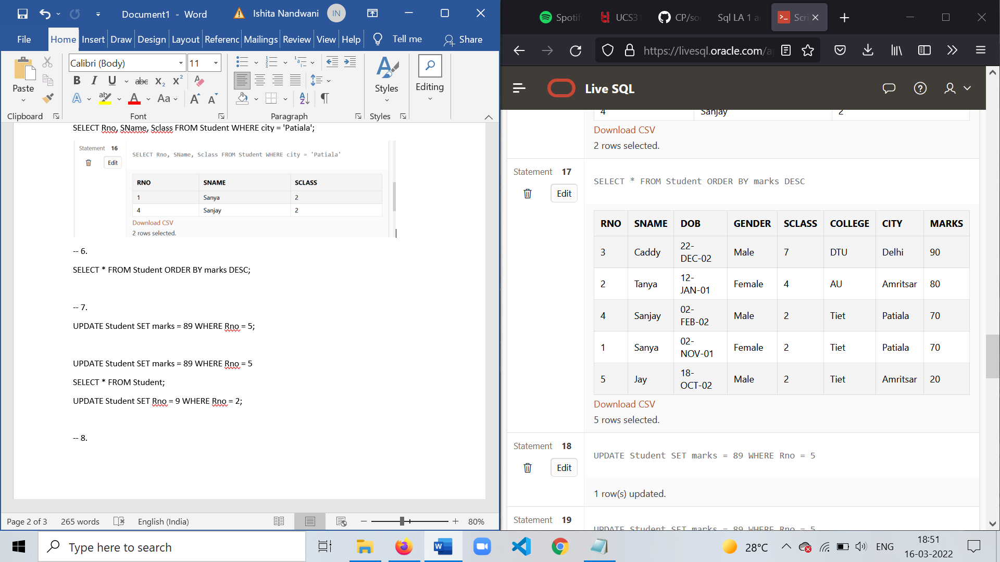 Document1 - Word
Ishita Nandwani
IN
File Home Insert Draw Design Layout Referenc Mailings Review View Help Tell me Share
Paste
Clipboard
Calibri (Body) 11
B I U abc x2 x2
A A Aa A A
Font
Paragraph
Styles
Styles
Editing
SELECT Rno, SName, Sclass FROM Student WHERE city = 'Patiala';
Statement 16
Edit
SELECT Rno, SName, Sclass FROM Student WHERE city = 'Patiala'
RNO SNAME SCLASS
1 Sanya 2
4 Sanjay 2
Download CSV
2 rows selected.
-- 6.
SELECT * FROM Student ORDER BY marks DESC;
-- 7.
UPDATE Student SET marks = 89 WHERE Rno = 5;
UPDATE Student SET marks = 89 WHERE Rno = 5
SELECT * FROM Student;
UPDATE Student SET Rno = 9 WHERE Rno = 2;
-- 8.
Page 2 of 3 265 words English (India) 80%
Spotif UCS31 CP/so Sql LA 1 a Scri
https://livesql.oracle.com/a
Live SQL
4 Sanjay 2
Download CSV
2 rows selected.
Statement 17
Edit
SELECT * FROM Student ORDER BY marks DESC
RNO SNAME DOB GENDER SCLASS COLLEGE CITY MARKS
3 Caddy 22-DEC-02 Male 7 DTU Delhi 90
2 Tanya 12-JAN-01 Female 4 AU Amritsar 80
4 Sanjay 02-FEB-02 Male 2 Tiet Patiala 70
1 Sanya 02-NOV-01 Female 2 Tiet Patiala 70
5 Jay 18-OCT-02 Male 2 Tiet Amritsar 20
Download CSV
5 rows selected.
Statement 18
Edit
UPDATE Student SET marks = 89 WHERE Rno = 5
1 row(s) updated.
Statement 19
UPDATE Student SET marks = 89 WHERE Rno = 5
Type here to search
28°C
ENG
18:51
16-03-2022